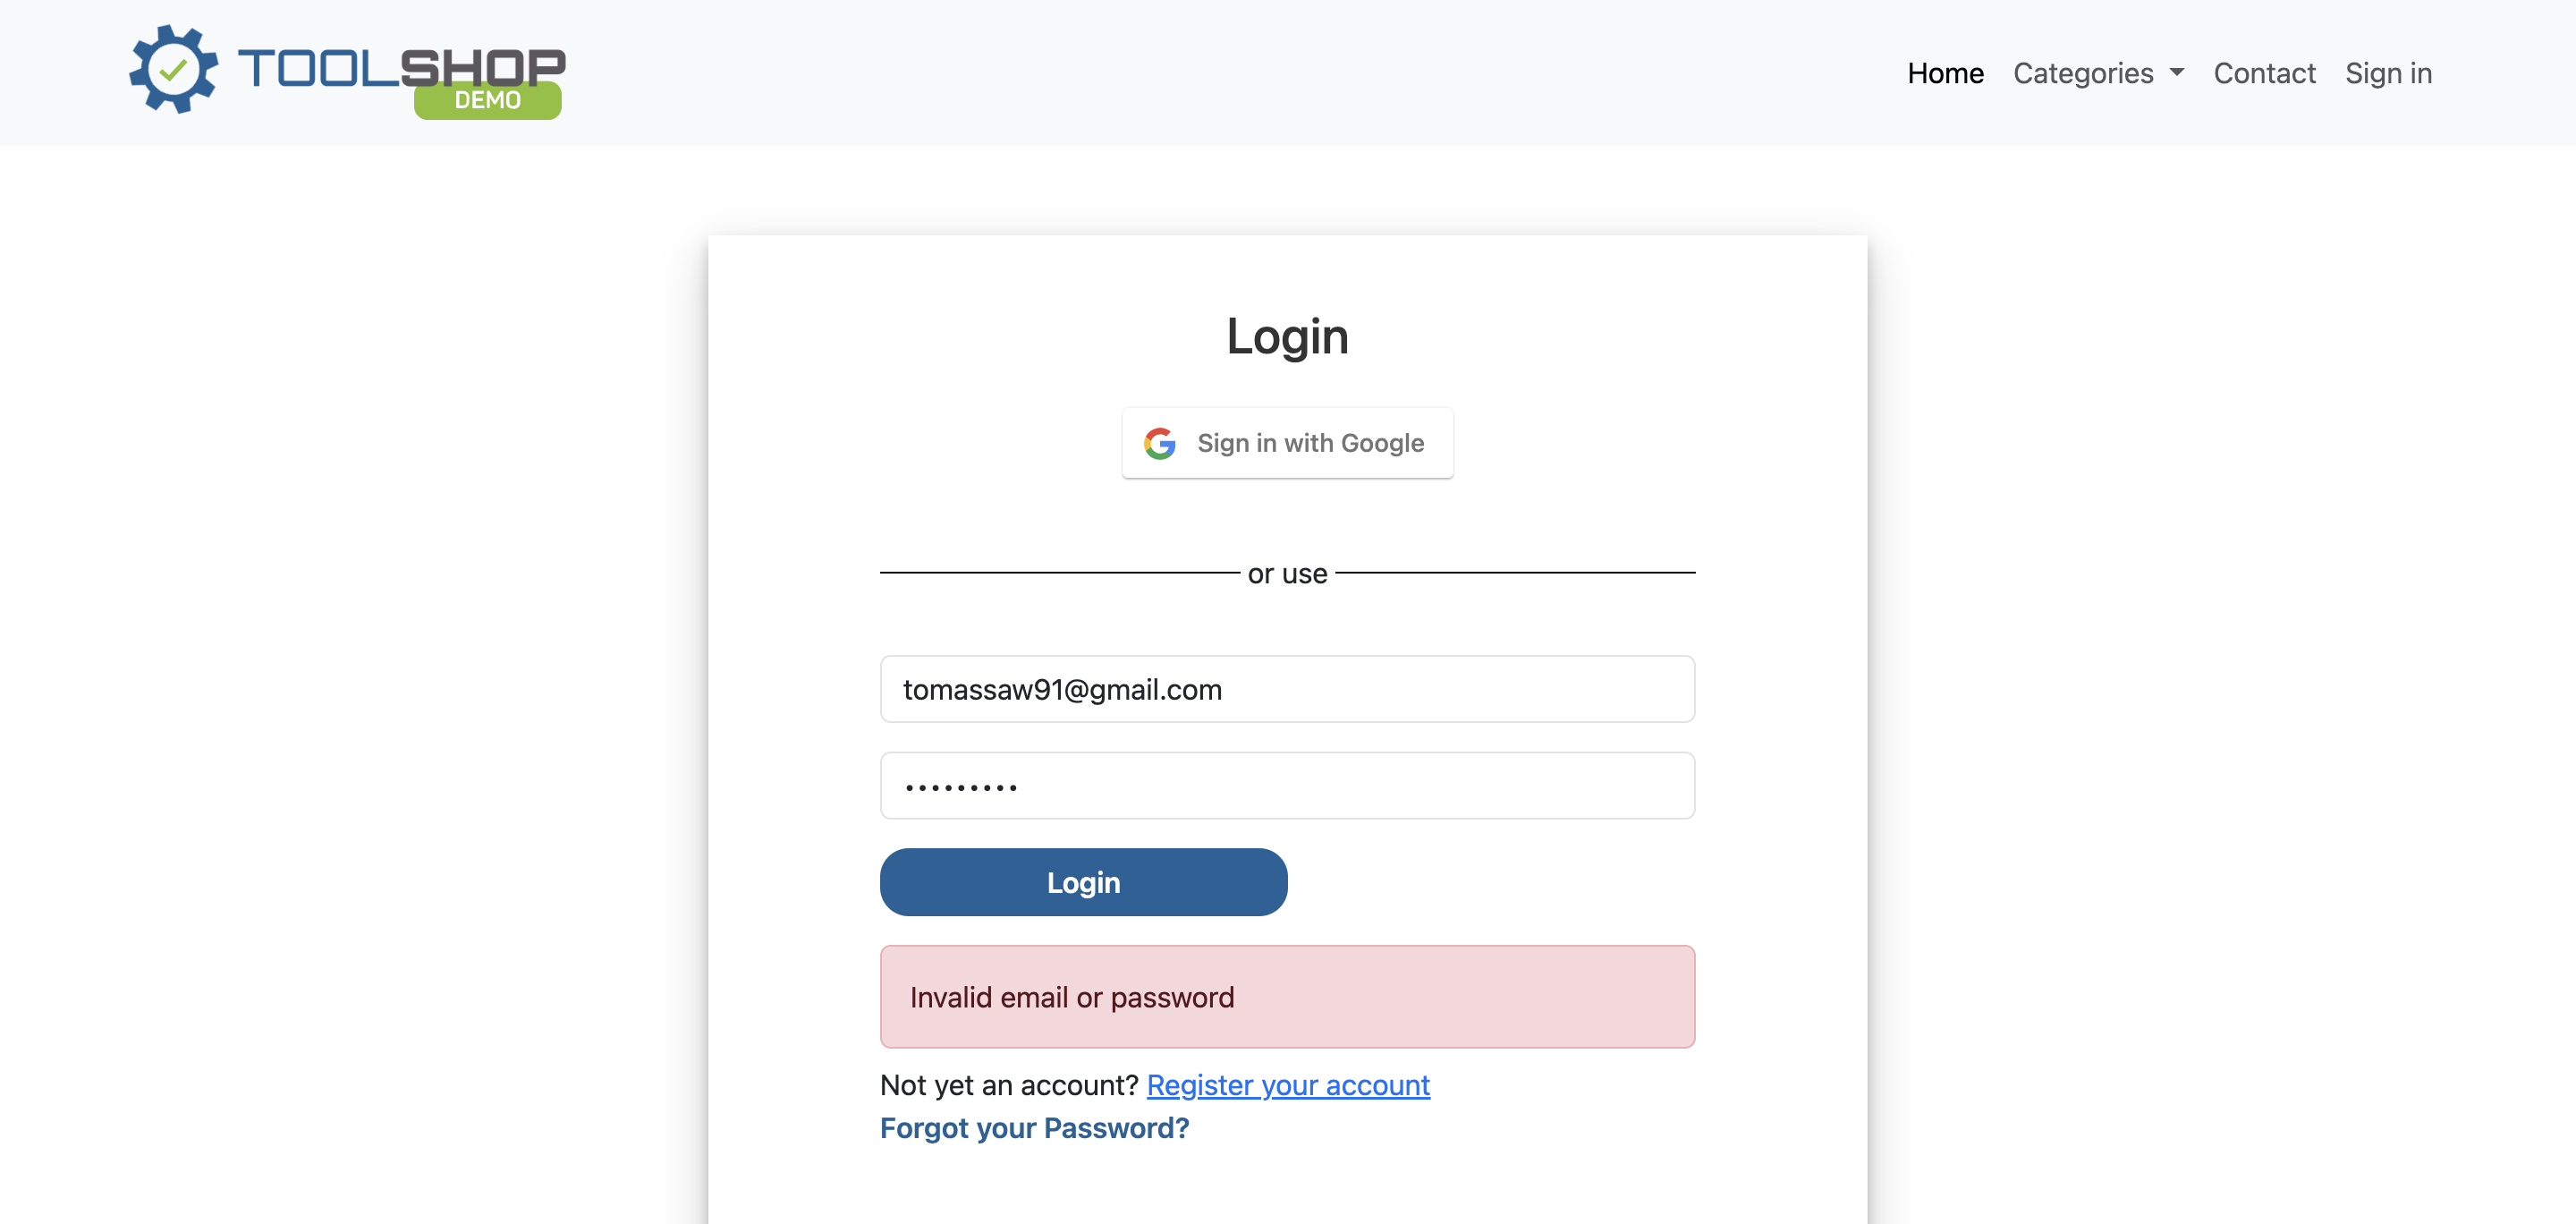 TOOLSHOP
DEMO
Home Categories Contact Sign in
Login
Sign in with Google
or use
tomassaw91@gmail.com
•••••••••
Login
Invalid email or password
Not yet an account? Register your account
Forgot your Password?